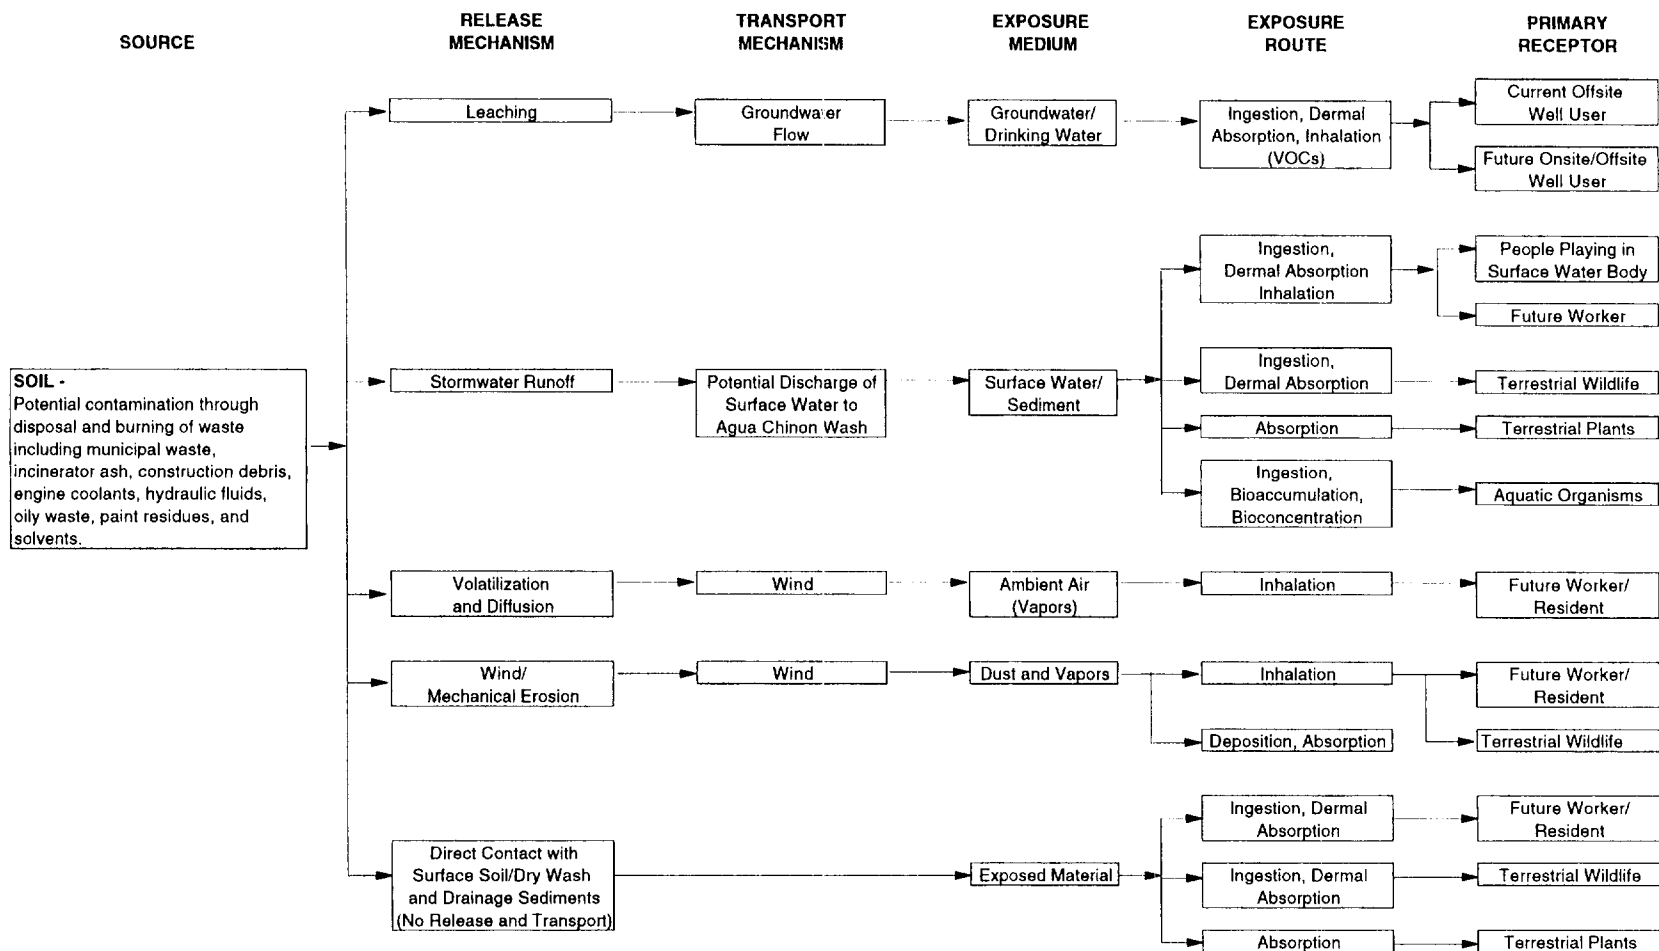 SOURCE
RELEASE
MECHANISM
TRANSPORT
MECHANISM
EXPOSURE
MEDIUM
EXPOSURE
ROUTE
PRIMARY
RECEPTOR
SOIL -
Potential contamination through
disposal and burning of waste
including municipal waste,
incinerator ash, construction debris,
engine coolants, hydraulic fluids,
oily waste, paint residues, and
solvents.
Leaching
Groundwater
Flow
Groundwater/
Drinking Water
Ingestion, Dermal
Absorption, Inhalation
(VOCs)
Current Offsite
Well User
Future Onsite/Offsite
Well User
Stormwater Runoff
Potential Discharge of
Surface Water to
Agua Chinon Wash
Surface Water/
Sediment
Ingestion,
Dermal Absorption
Inhalation
People Playing in
Surface Water Body
Future Worker
Ingestion,
Dermal Absorption
Terrestrial Wildlife
Absorption
Terrestrial Plants
Ingestion,
Bioaccumulation,
Bioconcentration
Aquatic Organisms
Volatilization
and Diffusion
Wind
Ambient Air
(Vapors)
Inhalation
Future Worker/
Resident
Wind/
Mechanical Erosion
Wind
Dust and Vapors
Inhalation
Future Worker/
Resident
Deposition, Absorption
Terrestrial Wildlife
Direct Contact with
Surface Soil/Dry Wash
and Drainage Sediments
(No Release and Transport)
Exposed Material
Ingestion, Dermal
Absorption
Future Worker/
Resident
Ingestion, Dermal
Absorption
Terrestrial Wildlife
Absorption
Terrestrial Plants